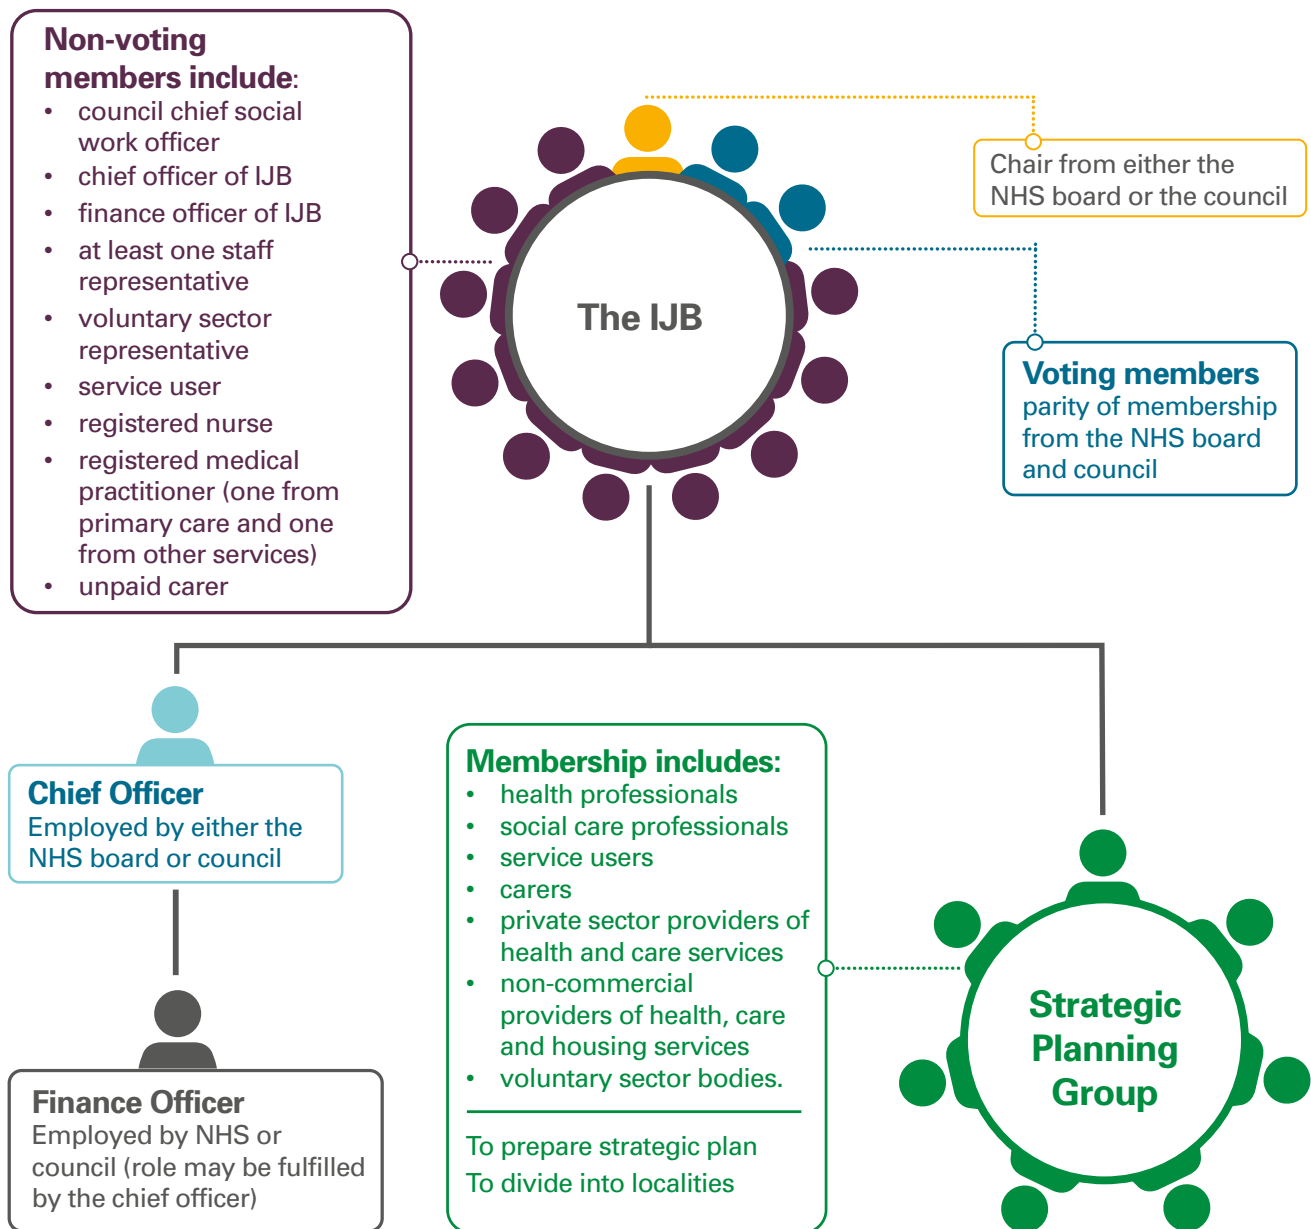 Non-voting
members include:
• council chief social
work officer
• chief officer of IJB
• finance officer of IJB
• at least one staff
representative
• voluntary sector
representative
• service user
• registered nurse
• registered medical
practitioner (one from
primary care and one
from other services)
• unpaid carer
The IJB
Chair from either the
NHS board or the council
Voting members
parity of membership
from the NHS board
and council
Chief Officer
Employed by either the
NHS board or council
Finance Officer
Employed by NHS or
council (role may be fulfilled
by the chief officer)
Membership includes:
• health professionals
• social care professionals
• service users
• carers
• private sector providers of
health and care services
• non-commercial
providers of health, care
and housing services
• voluntary sector bodies.
To prepare strategic plan
To divide into localities
Strategic
Planning
Group